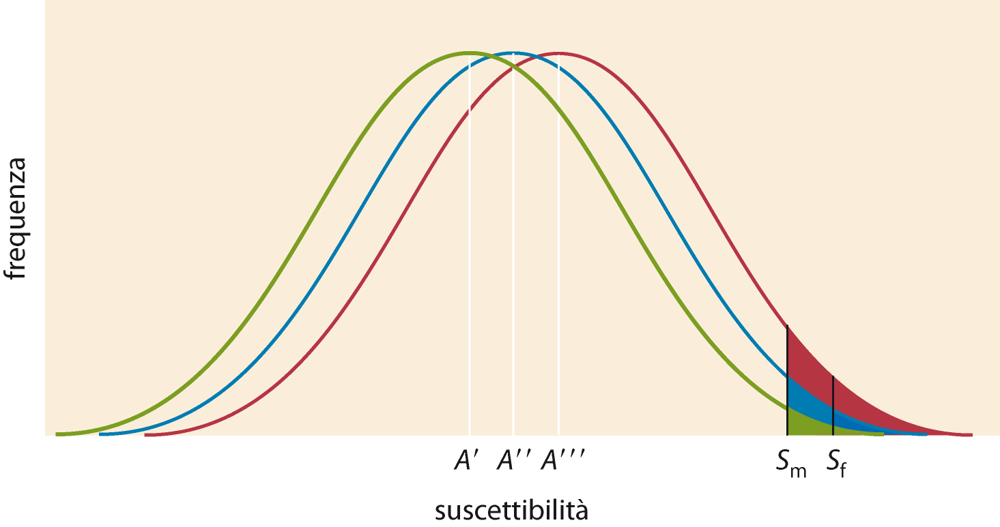 frequenza
A′ A″ A‴ Sm Sf
suscettibilità